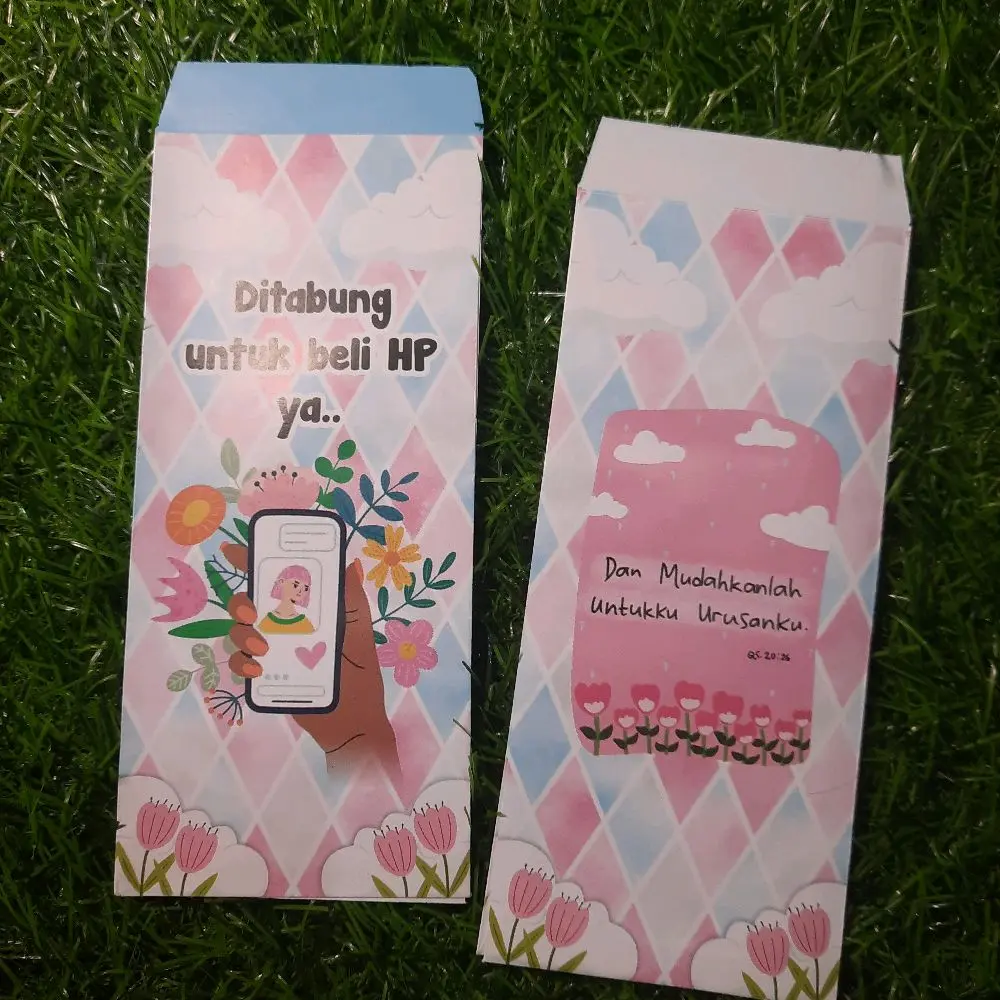 Ditabung
untuk beli HP
ya..
Dan Mudahkanlah
Untukku Urusanku.
QS. 20:26